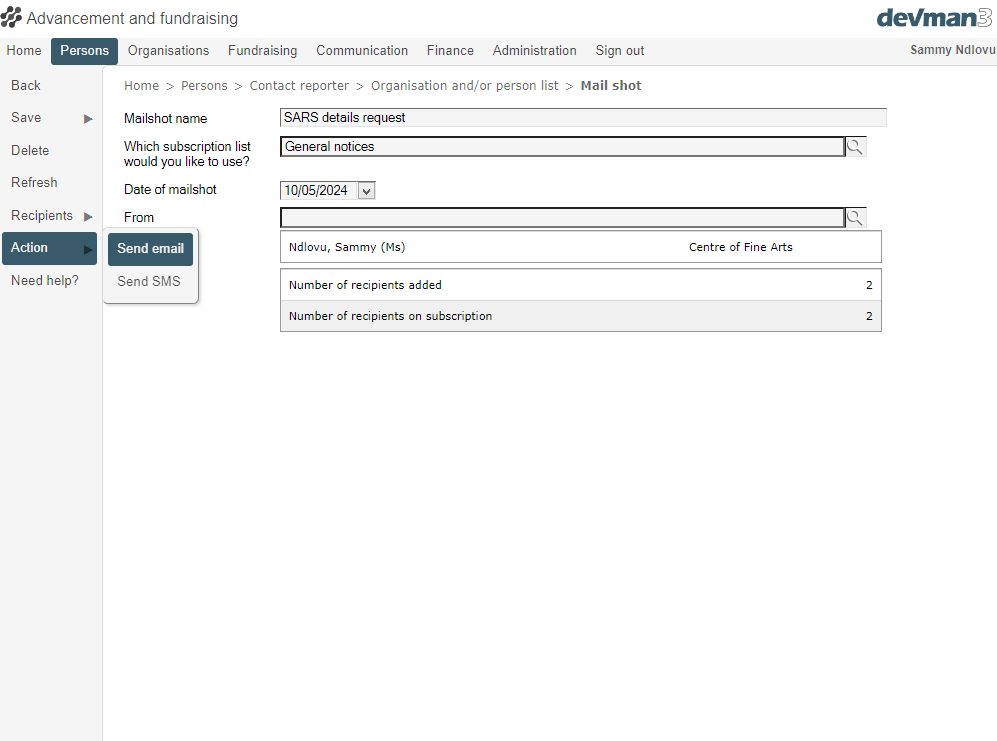 Advancement and fundraising
devman3
Home Persons Organisations Fundraising Communication Finance Administration Sign out Sammy Ndlovu
Back
Save
Delete
Refresh
Recipients
Action
Need help?
Send email
Send SMS
Home > Persons > Contact reporter > Organisation and/or person list > Mail shot
Mailshot name SARS details request
Which subscription list
would you like to use?
General notices
Date of mailshot 10/05/2024
From
Ndlovu, Sammy (Ms) Centre of Fine Arts
Number of recipients added 2
Number of recipients on subscription 2